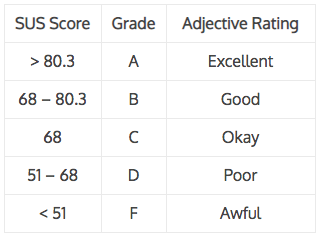 SUS Score Grade Adjective Rating
> 80.3 A Excellent
68 – 80.3 B Good
68 C Okay
51 – 68 D Poor
< 51 F Awful